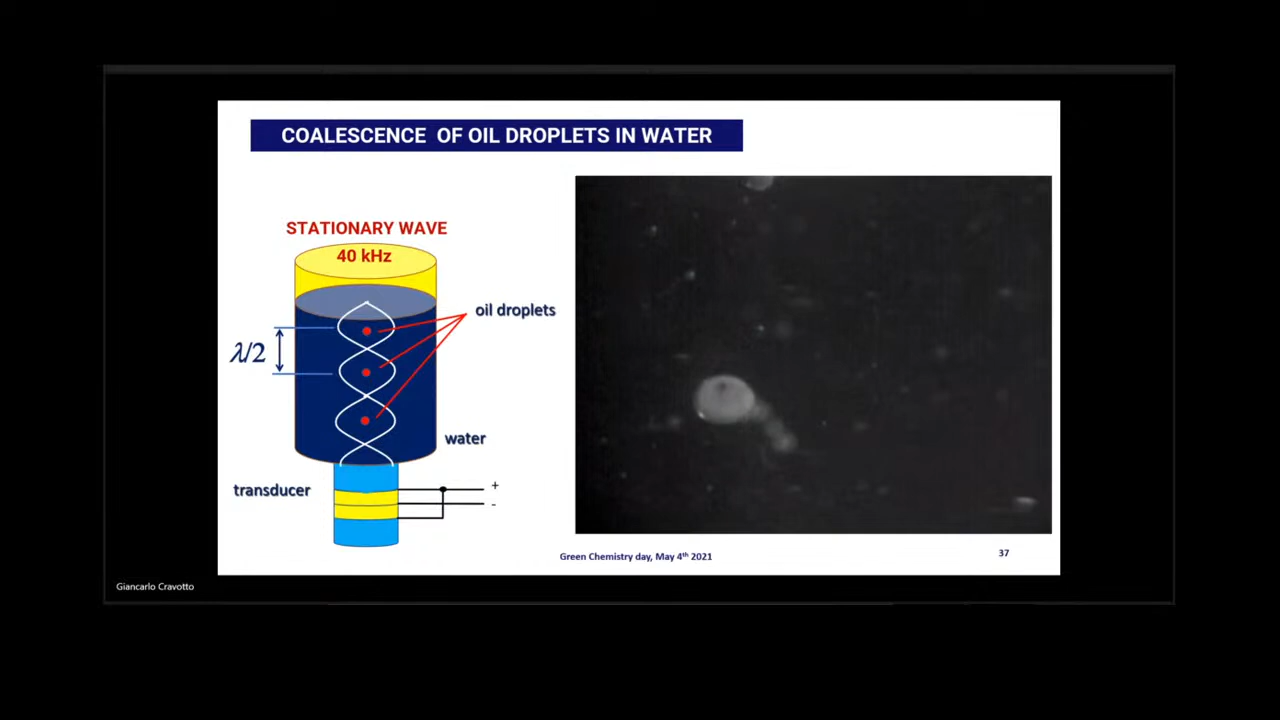 COALESCENCE OF OIL DROPLETS IN WATER
STATIONARY WAVE
40 kHz
oil droplets
λ/2
water
transducer
+
-
Green Chemistry day, May 4th 2021
37
Giancarlo Cravotto